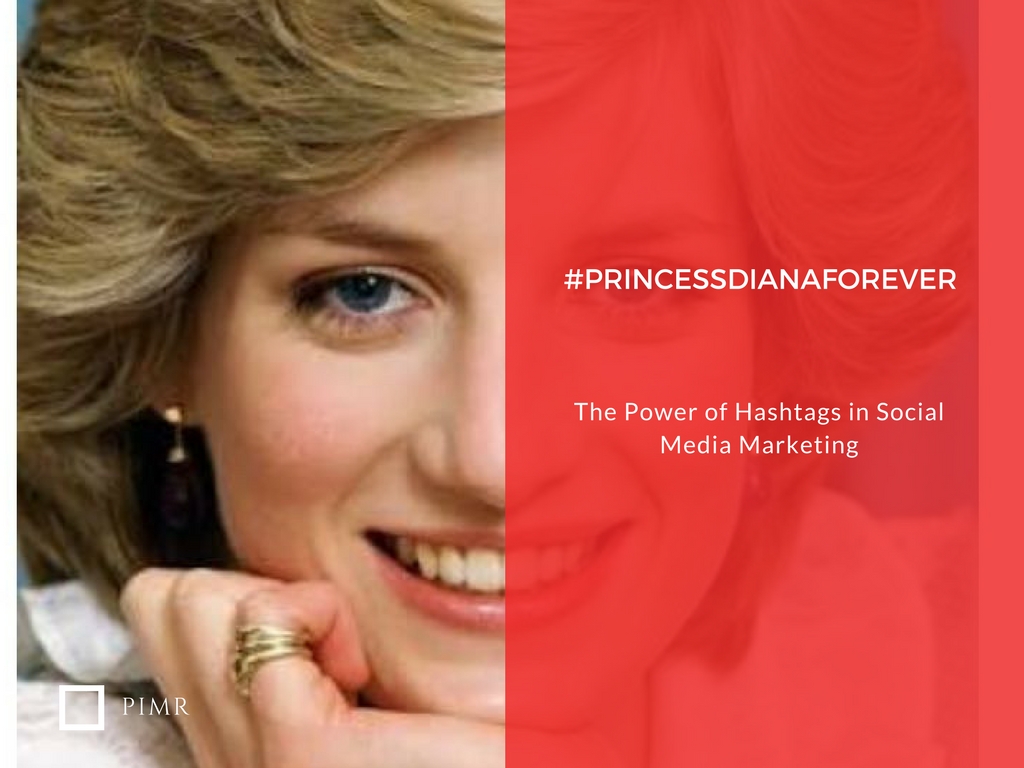 #PRINCESSDIANAFOREVER
The Power of Hashtags in Social
Media Marketing
PIMR